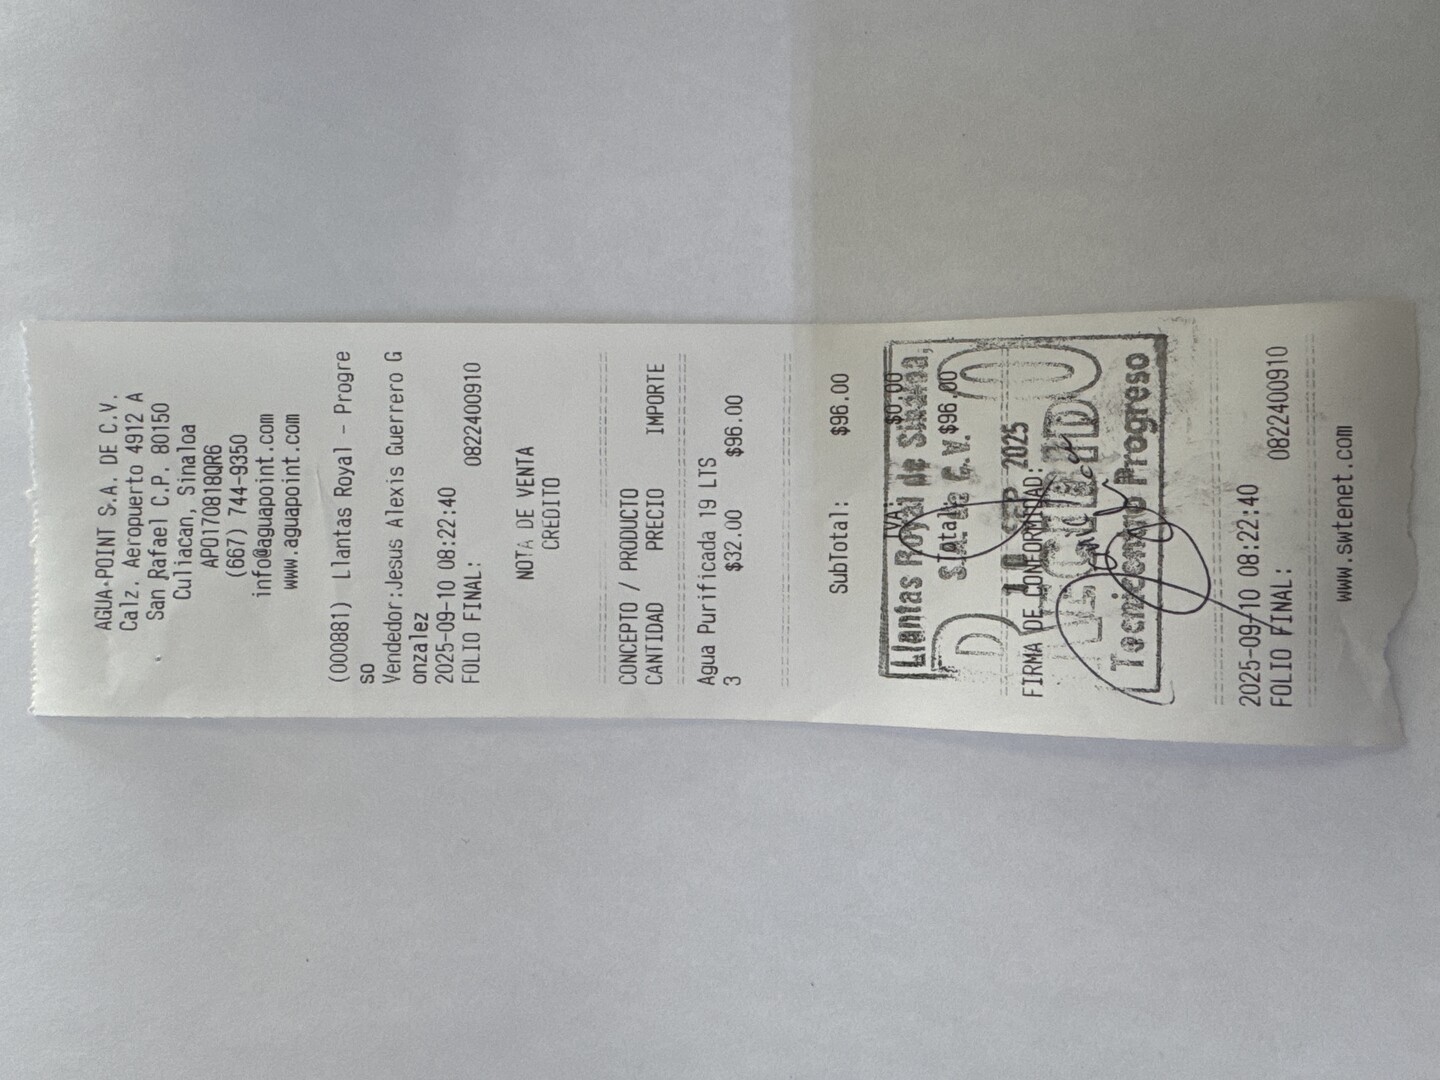 AGUA-POINT S.A. DE C.V.
Calz. Aeropuerto 4912 A
San Rafael C.P. 80150
Culiacan, Sinaloa
APO170818QR6
(667) 744-9350
info@aguapoint.com
www.aguapoint.com
(000881) Llantas Royal - Progre
so
Vendedor:Jesus Alexis Guerrero G
onzalez
2025-09-10 08:22:40
FOLIO FINAL: 0822400910
NOTA DE VENTA
CREDITO
CONCEPTO / PRODUCTO
CANTIDAD PRECIO IMPORTE
Agua Purificada 19 LTS
3 $32.00 $96.00
SubTotal: $96.00
IVA: $0.00
Llantas Royal de Sinaloa,
S.A. de C.V.
Total: $96.00
10 SEP 2025
FIRMA DE CONFORMIDAD:
RECIBIDO
Tecnicentro Progreso
2025-09-10 08:22:40
FOLIO FINAL: 0822400910
www.swtenet.com